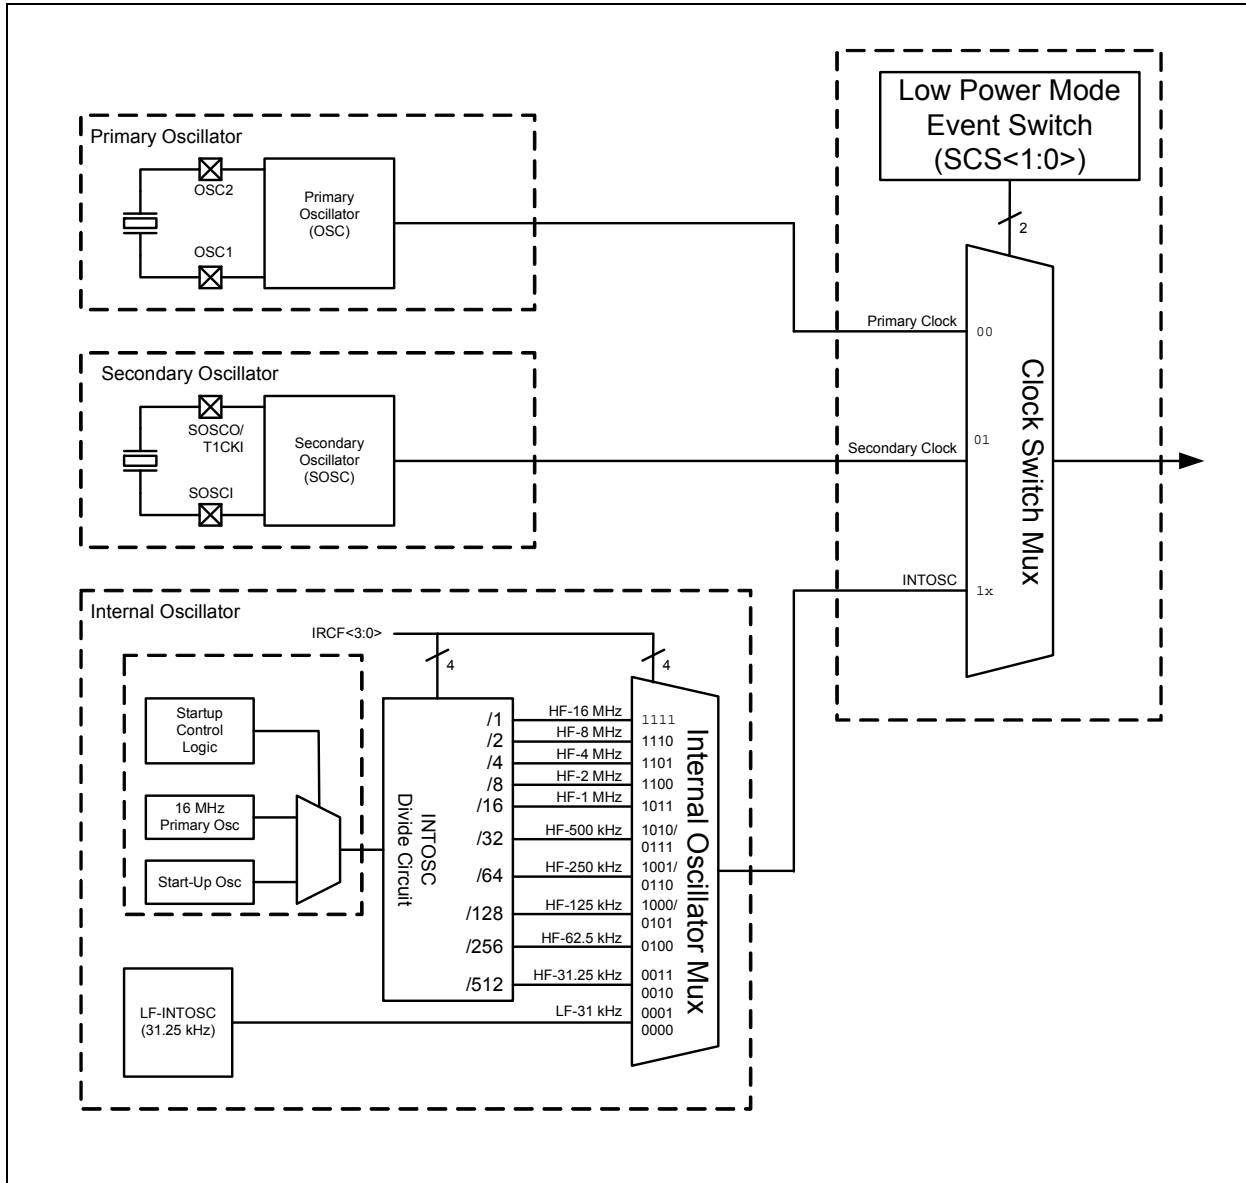 Low Power Mode
Event Switch
(SCS<1:0>)
2
Primary Oscillator
OSC2
OSC1
Primary
Oscillator
(OSC)
Primary Clock
00
Secondary Oscillator
SOSCO/
T1CKI
SOSCI
Secondary
Oscillator
(SOSC)
Secondary Clock
01
Clock Switch Mux
INTOSC
1x
Internal Oscillator
IRCF<3:0>
4
4
Startup
Control
Logic
16 MHz
Primary Osc
Start-Up Osc
INTOSC
Divide Circuit
/1
/2
/4
/8
/16
/32
/64
/128
/256
/512
HF-16 MHz
HF-8 MHz
HF-4 MHz
HF-2 MHz
HF-1 MHz
HF-500 kHz
HF-250 kHz
HF-125 kHz
HF-62.5 kHz
HF-31.25 kHz
LF-31 kHz
1111
1110
1101
1100
1011
1010/
0111
1001/
0110
1000/
0101
0100
0011
0010
0001
0000
Internal Oscillator Mux
LF-INTOSC
(31.25 kHz)